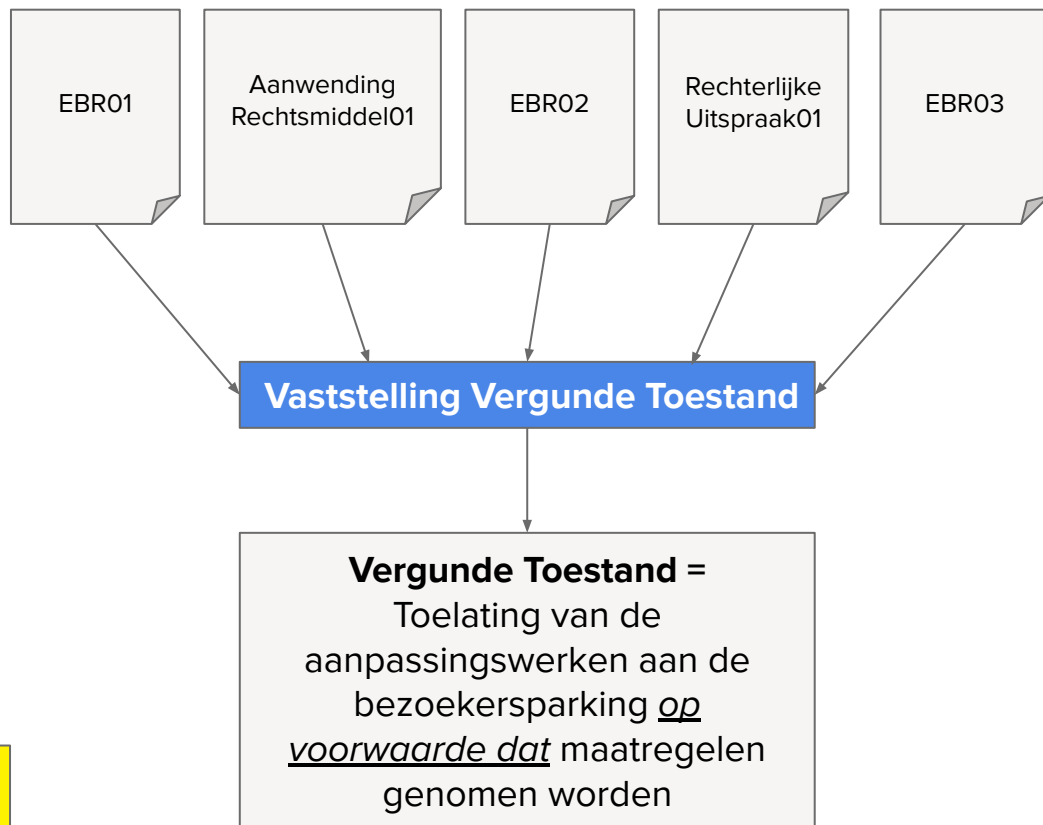 EBR01
Aanwending
Rechtsmiddel01
EBR02
Rechterlijke
Uitspraak01
EBR03
Vaststelling Vergunde Toestand
Vergunde Toestand =
Toelating van de
aanpassingswerken aan de
bezoekersparking op
voorwaarde dat maatregelen
genomen worden